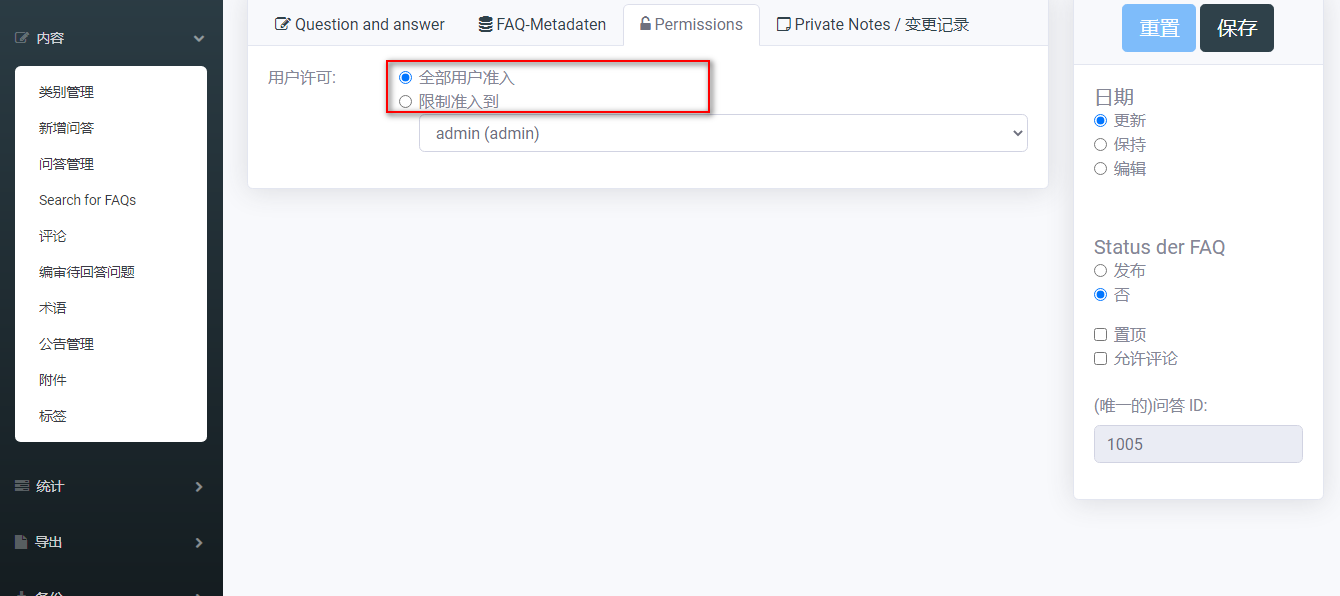 内容
类别管理
新增问答
问答管理
Search for FAQs
评论
编审待回答问题
术语
公告管理
附件
标签
统计
导出
备份
Question and answer
FAQ-Metadaten
Permissions
Private Notes / 变更记录
用户许可:
全部用户准入
限制准入到
admin (admin)
重置
保存
日期
更新
保持
编辑
Status der FAQ
发布
否
置顶
允许评论
(唯一的)问答 ID:
1005